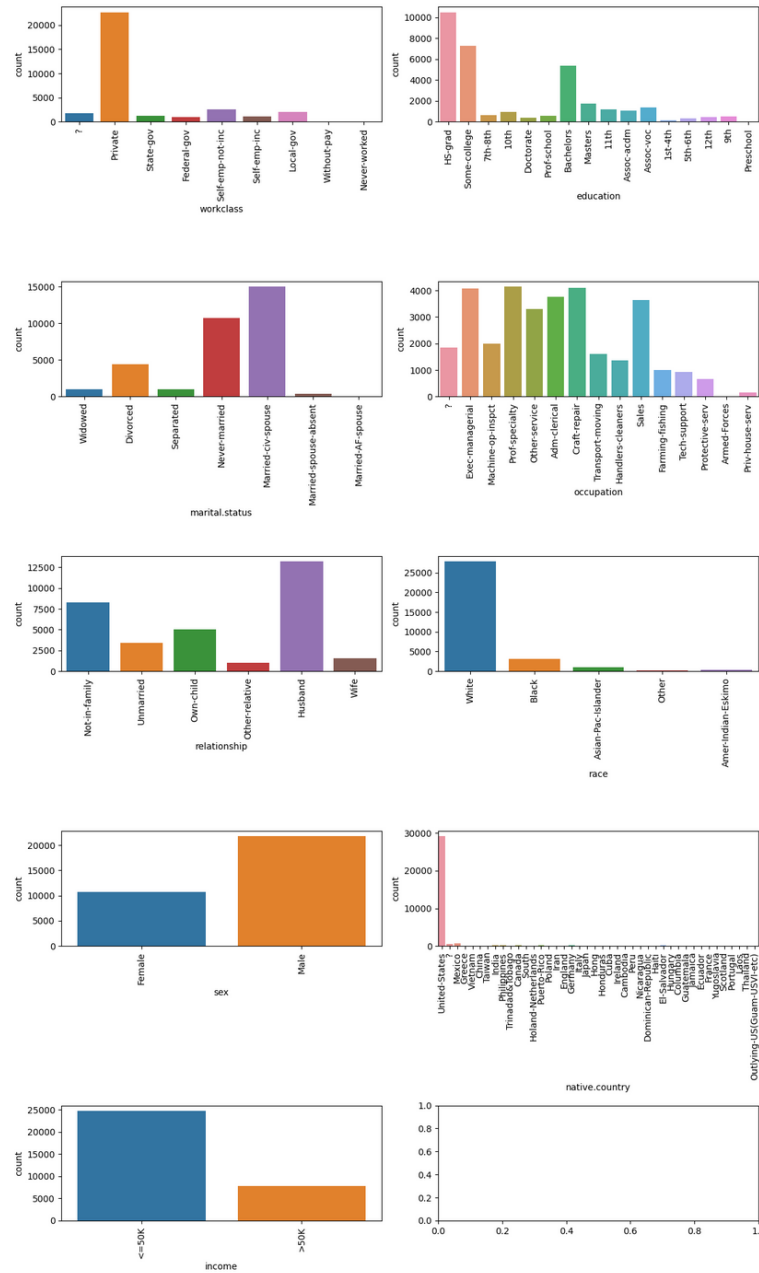 20000
15000
10000
5000
0
count
?
Private
State-gov
Federal-gov
Self-emp-not-inc
Self-emp-inc
Local-gov
Without-pay
Never-worked
workclass
10000
8000
6000
4000
2000
0
count
HS-grad
Some-college
7th-8th
10th
Doctorate
Prof-school
Bachelors
Masters
11th
Assoc-acdm
Assoc-voc
1st-4th
5th-6th
12th
9th
Preschool
education
15000
10000
5000
0
count
Widowed
Divorced
Separated
Never-married
Married-civ-spouse
Married-spouse-absent
Married-AF-spouse
marital.status
4000
3000
2000
1000
0
count
?
Exec-managerial
Machine-op-inspct
Prof-specialty
Other-service
Adm-clerical
Craft-repair
Transport-moving
Handlers-cleaners
Sales
Farming-fishing
Tech-support
Protective-serv
Armed-Forces
Priv-house-serv
occupation
12500
10000
7500
5000
2500
0
count
Not-in-family
Unmarried
Own-child
Other-relative
Husband
Wife
relationship
25000
20000
15000
10000
5000
0
count
White
Black
Asian-Pac-Islander
Other
Amer-Indian-Eskimo
race
20000
15000
10000
5000
0
count
Female
Male
sex
30000
20000
10000
0
count
United-States
?
Mexico
Greece
Vietnam
China
Taiwan
India
Philippines
Trinadad&Tobago
Canada
South
Holand-Netherlands
Puerto-Rico
Poland
Iran
England
Germany
Italy
Japan
Hong
Honduras
Cuba
Ireland
Cambodia
Peru
Nicaragua
Dominican-Republic
Haiti
El-Salvador
Hungary
Columbia
Guatemala
Jamaica
Ecuador
France
Yugoslavia
Scotland
Portugal
Laos
Thailand
Outlying-US(Guam-USVI-etc)
native.country
25000
20000
15000
10000
5000
0
count
<=50K
>50K
income
1.0
0.8
0.6
0.4
0.2
0.0
0.0
0.2
0.4
0.6
0.8